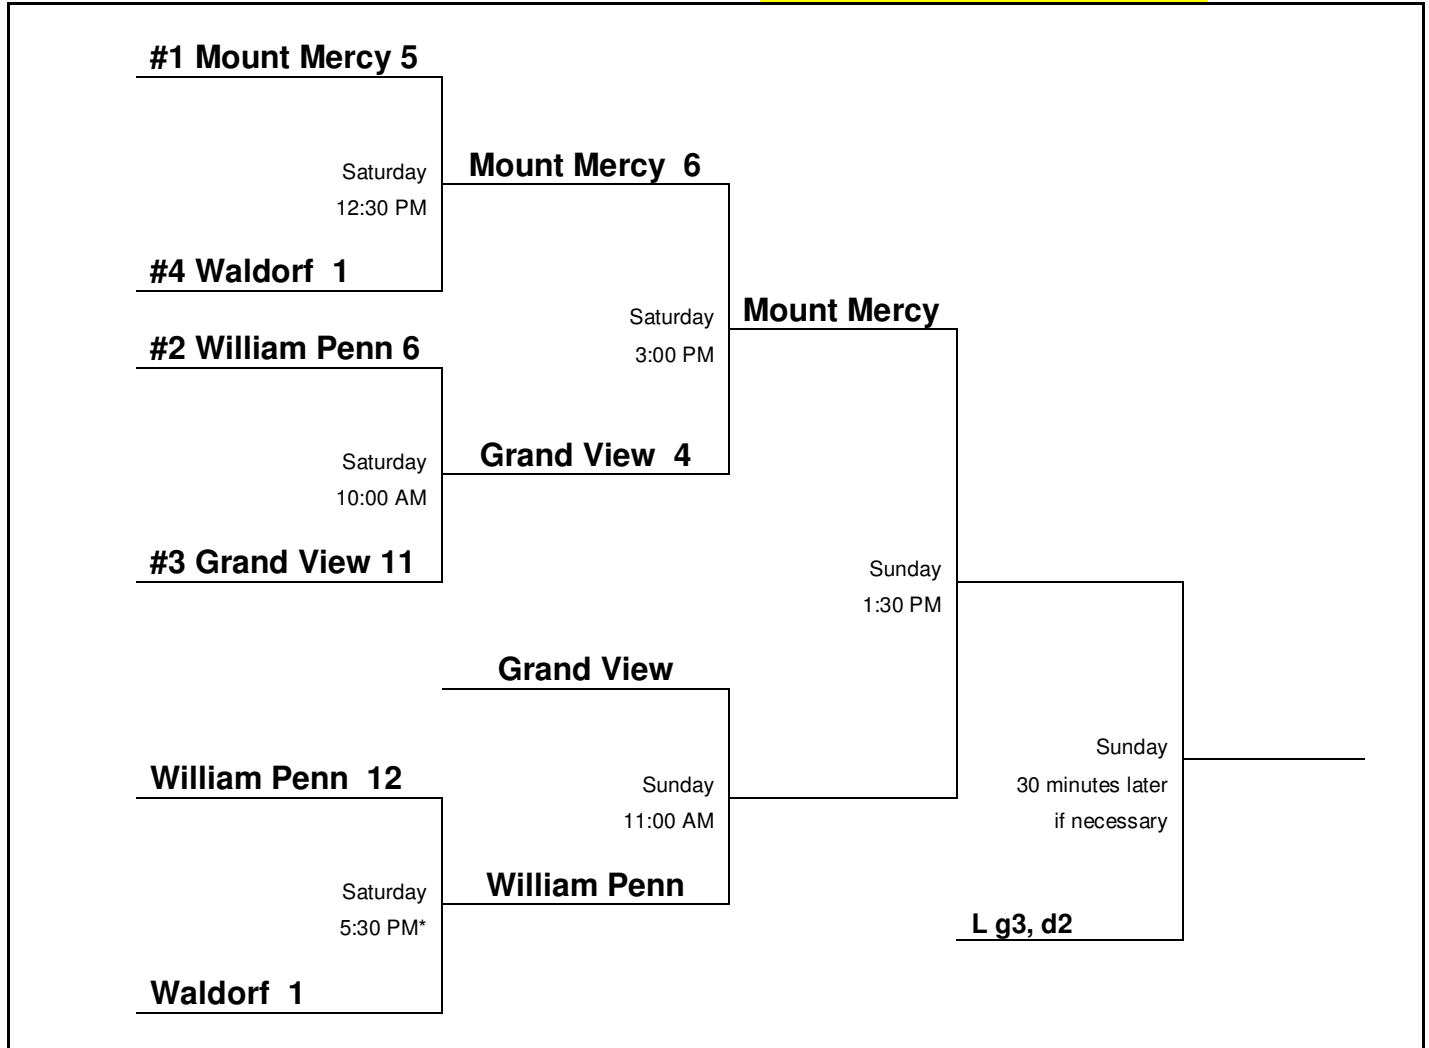 #1 Mount Mercy 5
Saturday
12:30 PM
Mount Mercy  6
#4 Waldorf  1
Saturday
3:00 PM
Mount Mercy
#2 William Penn 6
Saturday
10:00 AM
Grand View  4
#3 Grand View 11
Sunday
1:30 PM
Grand View
William Penn  12
Sunday
11:00 AM
Sunday
30 minutes later
if necessary
Saturday
5:30 PM*
William Penn
L g3, d2
Waldorf  1